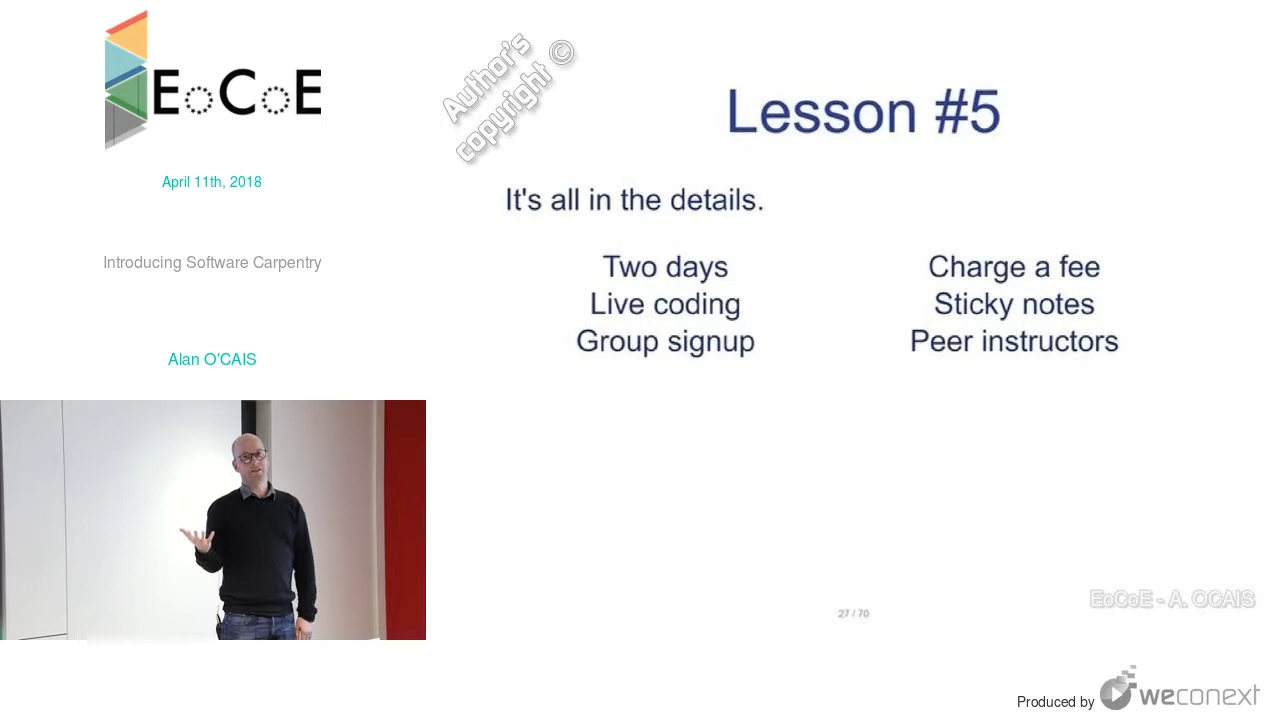 EoCoE
April 11th, 2018
Introducing Software Carpentry
Alan O'CAIS
Author's
copyright ©
Lesson #5
It's all in the details.
Two days
Live coding
Group signup
Charge a fee
Sticky notes
Peer instructors
27 / 70
EoCoE - A. OCAIS
Produced by weconext